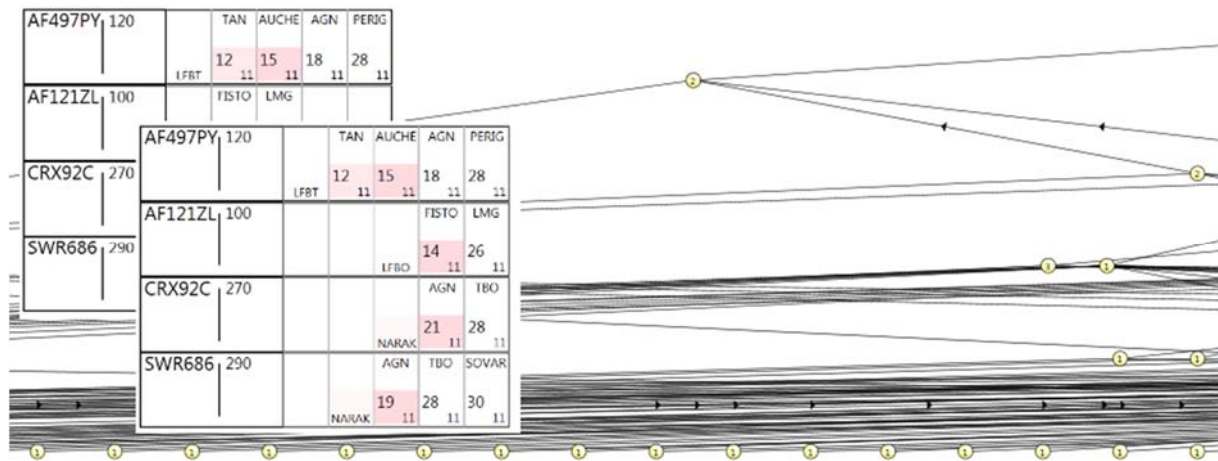 AF497PY 120 TAN AUCHE AGN PERIG
12 15 18 28
LFBT 11 11 11 11
AF121ZL 100 FISTO LMG
CRX92C 270
SWR686 290
AF497PY 120 TAN AUCHE AGN PERIG
12 15 18 28
LFBT 11 11 11 11
AF121ZL 100 FISTO LMG
14 26
LFBO 11 11
CRX92C 270 AGN TBO
21 28
NARAK 11 11
SWR686 290 AGN TBO SOVAR
19 28 30
NARAK 11 11 11
2
2
3 1
1 1
1 1 1 1 1 1 1 1 1 1 1 1 1 1 1 1